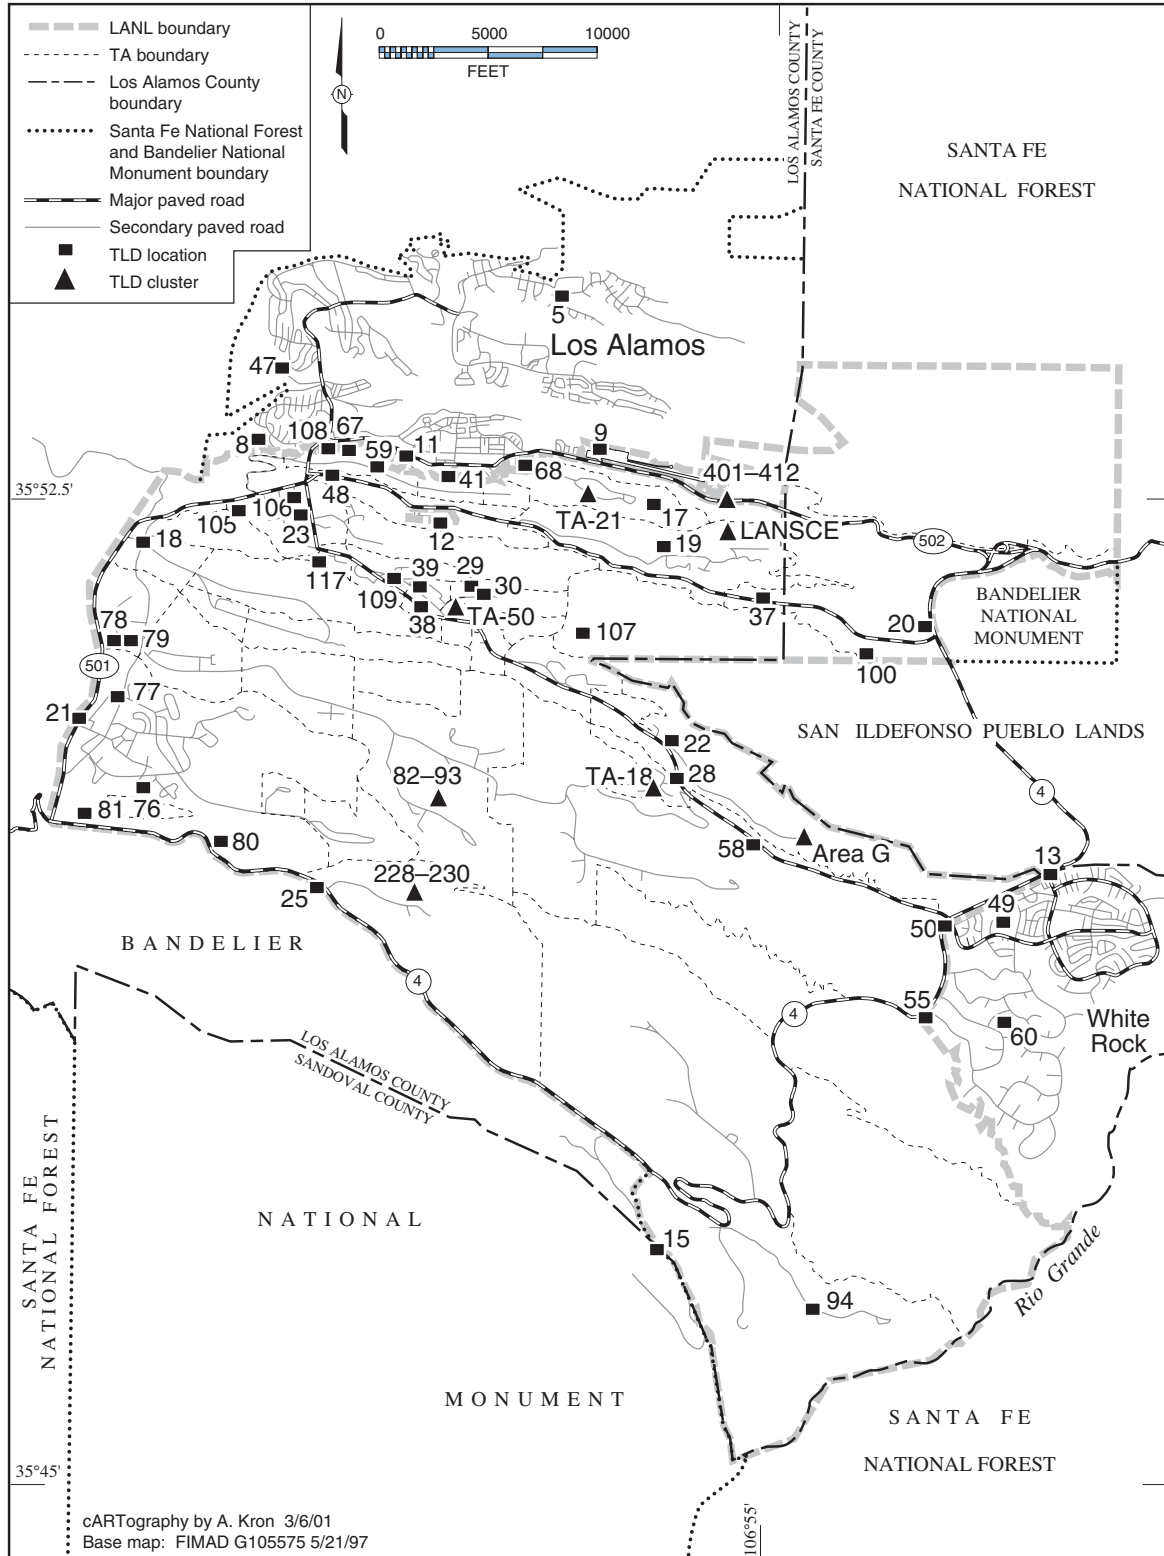 LANL boundary
TA boundary
Los Alamos County
boundary
Santa Fe National Forest
and Bandelier National
Monument boundary
Major paved road
Secondary paved road
TLD location
TLD cluster
0 5000 10000
FEET
N
LOS ALAMOS COUNTY
SANTA FE COUNTY
SANTA FE
NATIONAL FOREST
5
Los Alamos
47
8
108
67
59
11
41
68
9
401–412
35°52.5'
105
106
48
23
12
TA-21
17
19
LANSCE
502
18
117
109
39
38
29
30
TA-50
107
37
20
100
BANDELIER
NATIONAL
MONUMENT
78
79
501
77
21
22
SAN ILDEFONSO PUEBLO LANDS
82–93
TA-18
28
4
81
76
80
58
Area G
13
25
228–230
50
49
BANDELIER
4
4
55
60
White
Rock
LOS ALAMOS COUNTY
SANDOVAL COUNTY
SANTA FE
NATIONAL FOREST
NATIONAL
15
94
Rio Grande
MONUMENT
SANTA FE
NATIONAL FOREST
35°45'
106°55'
cARTography by A. Kron 3/6/01
Base map: FIMAD G105575 5/21/97